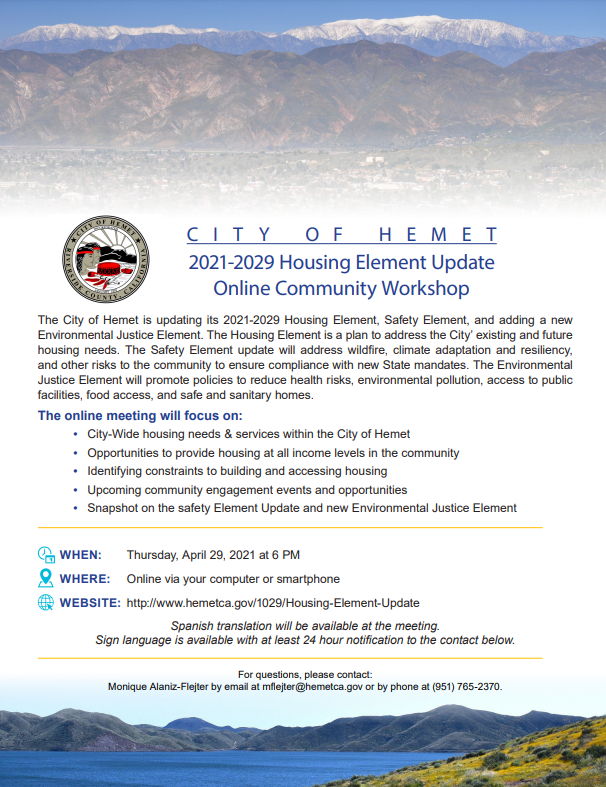 CITY OF HEMET
RIVERSIDE COUNTY, CALIFORNIA
CITY OF HEMET
2021-2029 Housing Element Update
Online Community Workshop
The City of Hemet is updating its 2021-2029 Housing Element, Safety Element, and adding a new
Environmental Justice Element. The Housing Element is a plan to address the City' existing and future
housing needs. The Safety Element update will address wildfire, climate adaptation and resiliency,
and other risks to the community to ensure compliance with new State mandates. The Environmental
Justice Element will promote policies to reduce health risks, environmental pollution, access to public
facilities, food access, and safe and sanitary homes.
The online meeting will focus on:
• City-Wide housing needs & services within the City of Hemet
• Opportunities to provide housing at all income levels in the community
• Identifying constraints to building and accessing housing
• Upcoming community engagement events and opportunities
• Snapshot on the safety Element Update and new Environmental Justice Element
WHEN: Thursday, April 29, 2021 at 6 PM
WHERE: Online via your computer or smartphone
WEBSITE: http://www.hemetca.gov/1029/Housing-Element-Update
Spanish translation will be available at the meeting.
Sign language is available with at least 24 hour notification to the contact below.
For questions, please contact:
Monique Alaniz-Flejter by email at mflejter@hemetca.gov or by phone at (951) 765-2370.